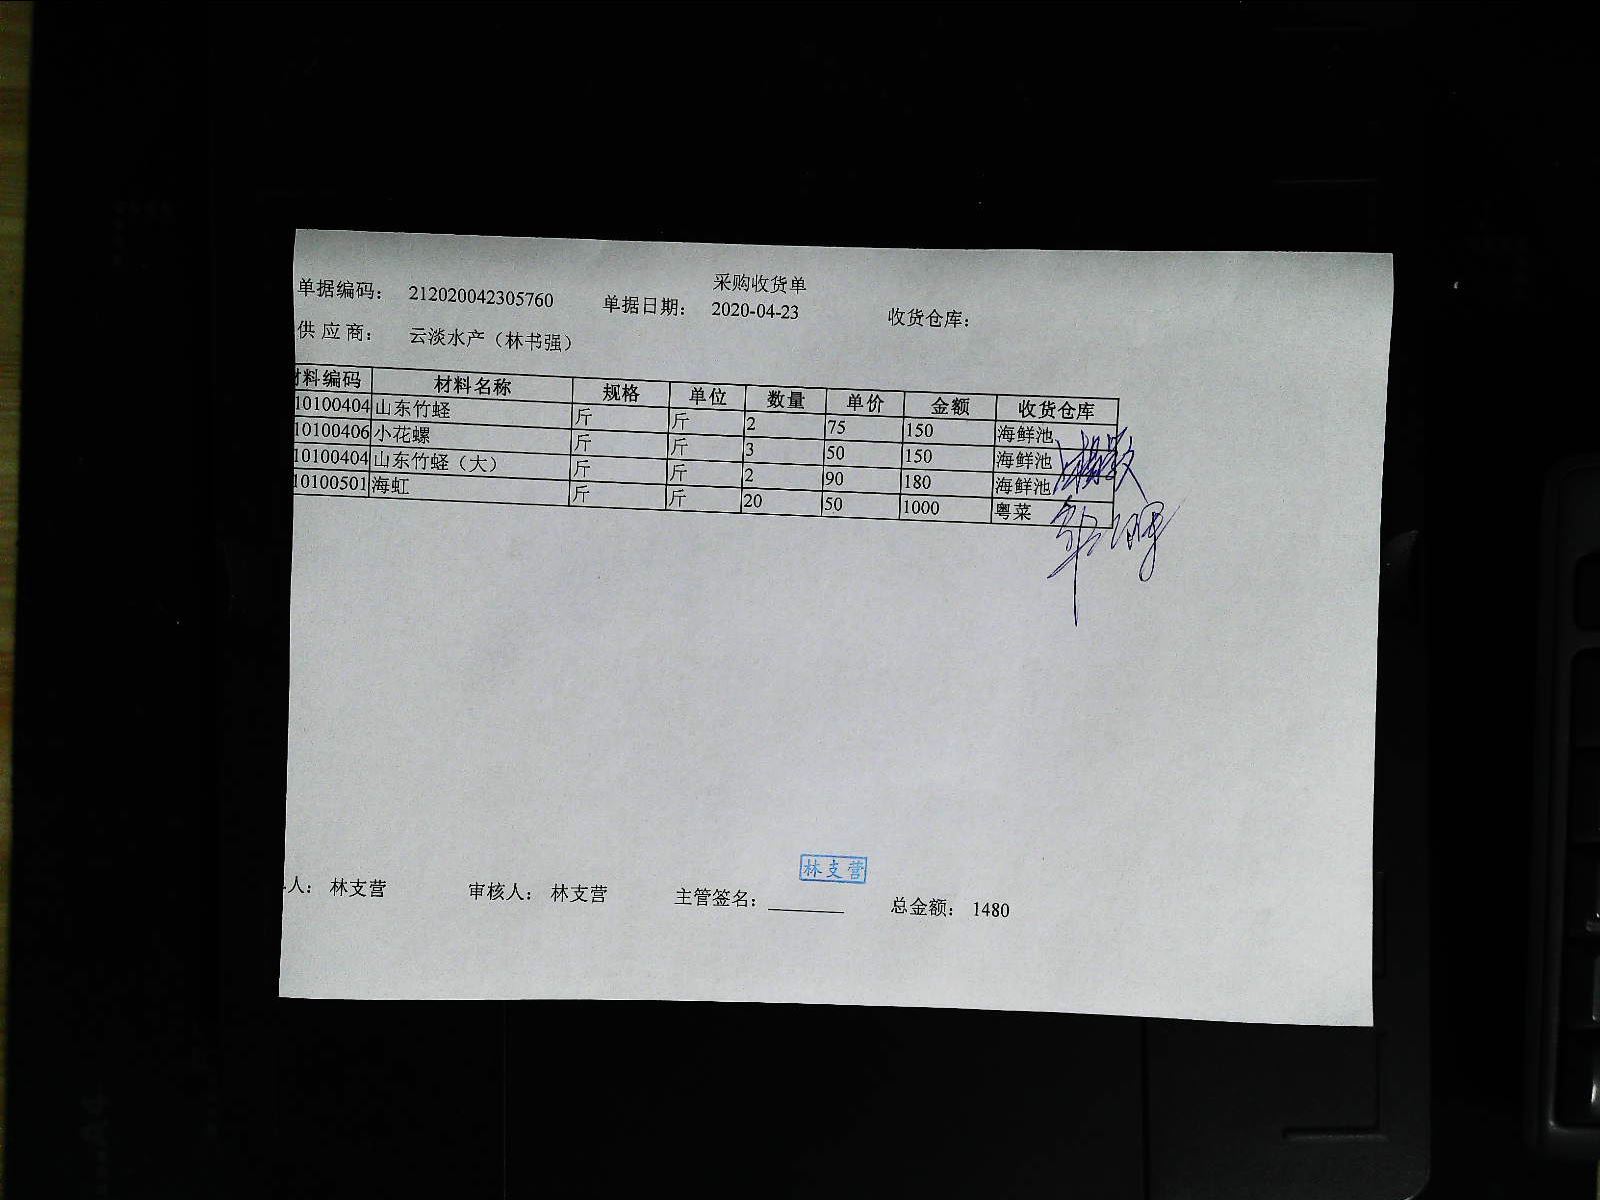 采购收货单
单据编码： 212020042305760 单据日期： 2020-04-23 收货仓库：
供 应 商： 云淡水产（林书强）
材料编码 材料名称 规格 单位 数量 单价 金额 收货仓库
10100404 山东竹蛏 斤 斤 2 75 150 海鲜池
10100406 小花螺 斤 斤 3 50 150 海鲜池
10100404 山东竹蛏（大） 斤 斤 2 90 180 海鲜池
10100501 海虹 斤 斤 20 50 1000 粤菜
林支营
人： 林支营 审核人： 林支营 主管签名： 总金额： 1480